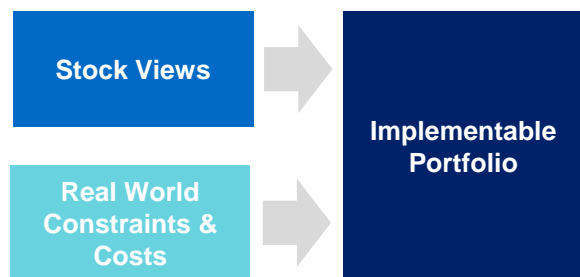 Stock Views
Real World
Constraints &
Costs
Implementable
Portfolio